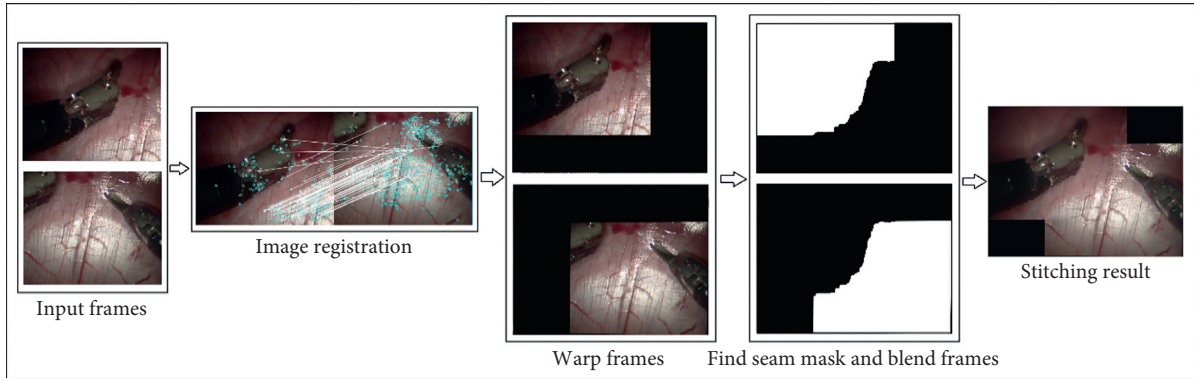 Input frames
Image registration
Warp frames
Find seam mask and blend frames
Stitching result